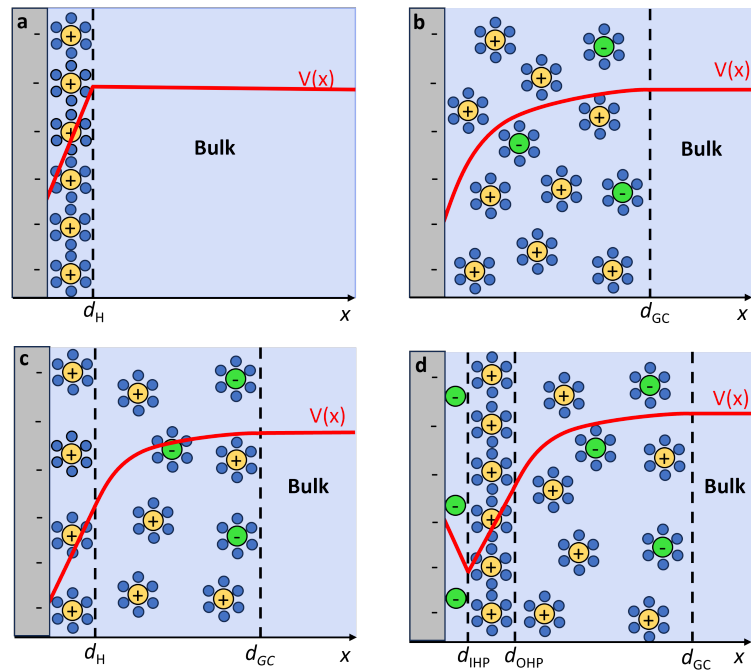 a
V(x)
Bulk
d_H
x
b
V(x)
Bulk
d_GC
x
c
V(x)
Bulk
d_H
d_GC
x
d
V(x)
Bulk
d_IHP
d_OHP
d_GC
x